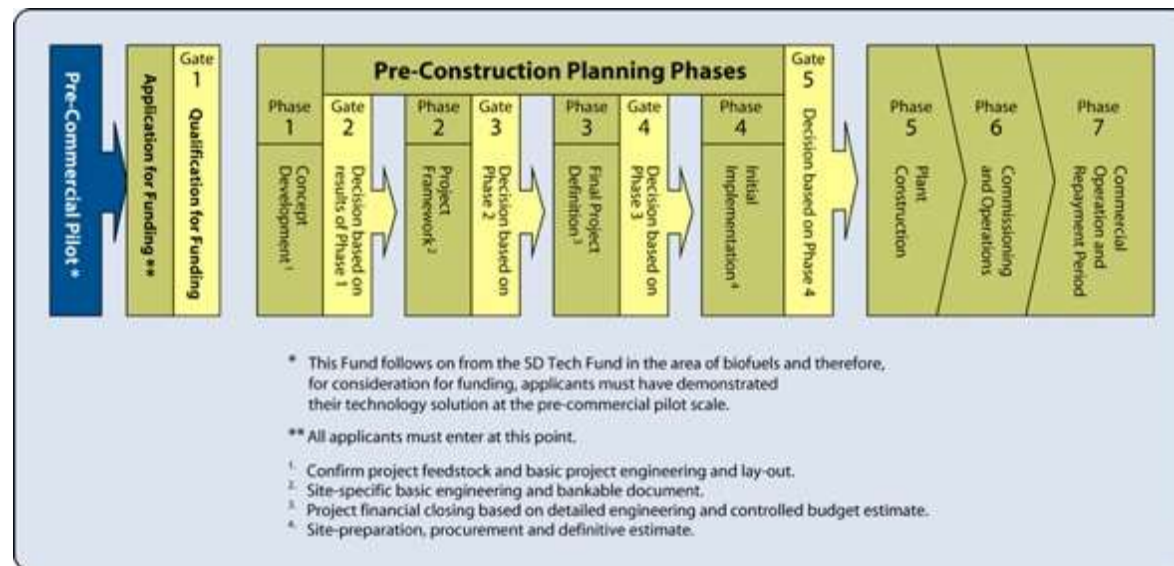 Pre-Commercial Pilot*
Application for Funding**
Gate
1
Qualification for Funding
Pre-Construction Planning Phases
Phase
1
Concept
Development¹
Gate
2
Decision based on
results of Phase 1
Phase
2
Project
Framework²
Gate
3
Decision based on
Phase 2
Phase
3
Final Project
Definition³
Gate
4
Decision based on
Phase 3
Phase
4
Initial
Implementation⁴
Gate
5
Decision based on Phase 4
Phase
5
Plant
Construction
Phase
6
Commissioning
and Operations
Phase
7
Commercial
Operation and
Repayment Period
* This Fund follows on from the SD Tech Fund in the area of biofuels and therefore,
for consideration for funding, applicants must have demonstrated
their technology solution at the pre-commercial pilot scale.
** All applicants must enter at this point.
1. Confirm project feedstock and basic project engineering and lay-out.
2. Site-specific basic engineering and bankable document.
3. Project financial closing based on detailed engineering and controlled budget estimate.
4. Site-preparation, procurement and definitive estimate.